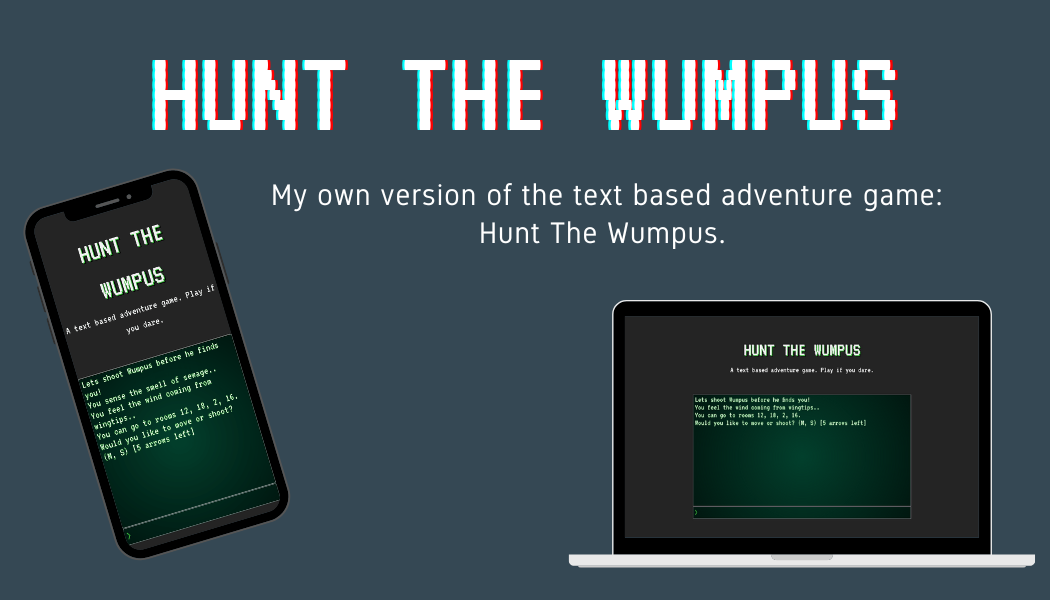 HUNT THE WUMPUS
My own version of the text based adventure game:
Hunt The Wumpus.
HUNT THE
WUMPUS
A text based adventure game. Play if
you dare.
Lets shoot Wumpus before he finds
you!
You sense the smell of sewage..
You feel the wind coming from
wingtips..
You can go to rooms 12, 18, 2, 16.
Would you like to move or shoot?
(M, S) [5 arrows left]
❯
HUNT THE WUMPUS
A text based adventure game. Play if you dare.
Lets shoot Wumpus before he finds you!
You feel the wind coming from wingtips..
You can go to rooms 12, 18, 2, 16.
Would you like to move or shoot? (M, S) [5 arrows left]
❯